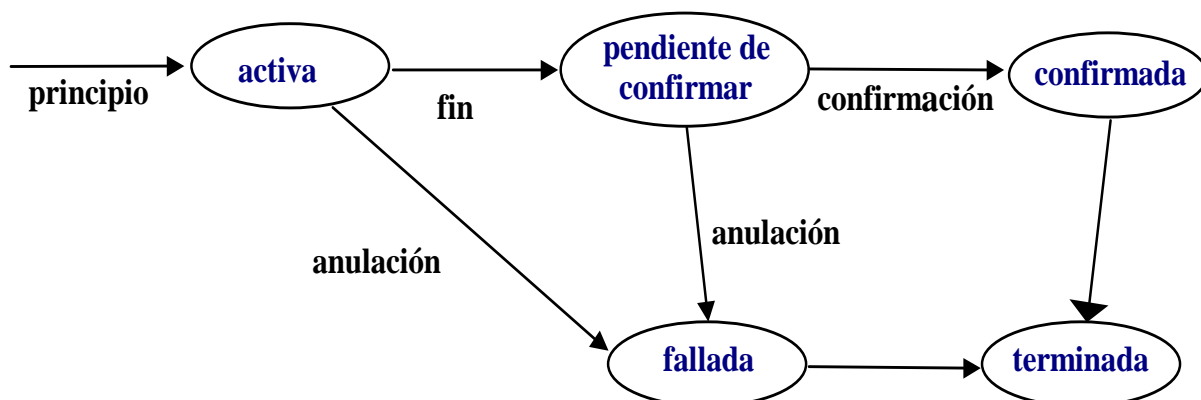 principio
activa
fin
pendiente de
confirmar
confirmación
confirmada
anulación
anulación
fallada
terminada